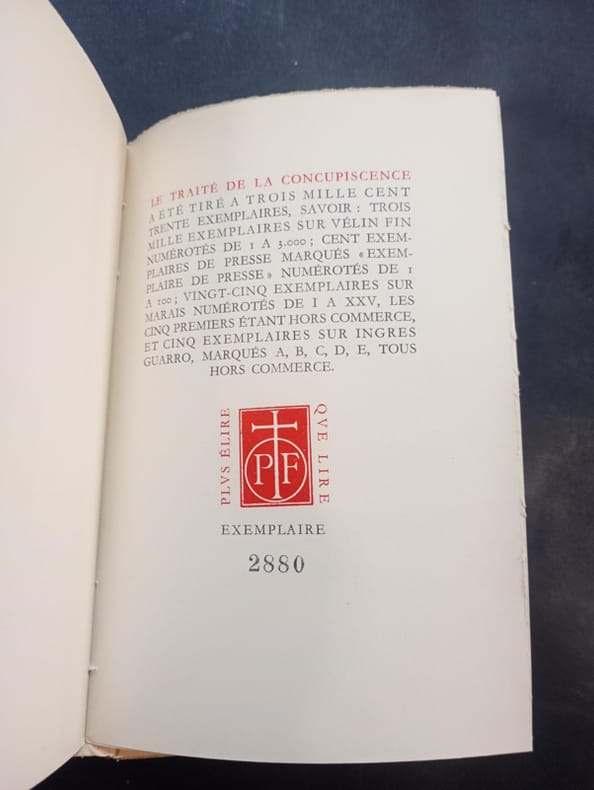 LE TRAITÉ DE LA CONCUPISCENCE
A ÉTÉ TIRÉ A TROIS MILLE CENT
TRENTE EXEMPLAIRES, SAVOIR : TROIS
MILLE EXEMPLAIRES SUR VÉLIN FIN
NUMÉROTÉS DE 1 A 3.000 ; CENT EXEM-
PLAIRES DE PRESSE MARQUÉS « EXEM-
PLAIRE DE PRESSE » NUMÉROTÉS DE 1
A 100 ; VINGT-CINQ EXEMPLAIRES SUR
MARAIS NUMÉROTÉS DE I A XXV, LES
CINQ PREMIERS ÉTANT HORS COMMERCE,
ET CINQ EXEMPLAIRES SUR INGRES
GUARRO, MARQUÉS A, B, C, D, E, TOUS
HORS COMMERCE.
PLVS ÉLIRE
PF
QVE LIRE
EXEMPLAIRE
2880